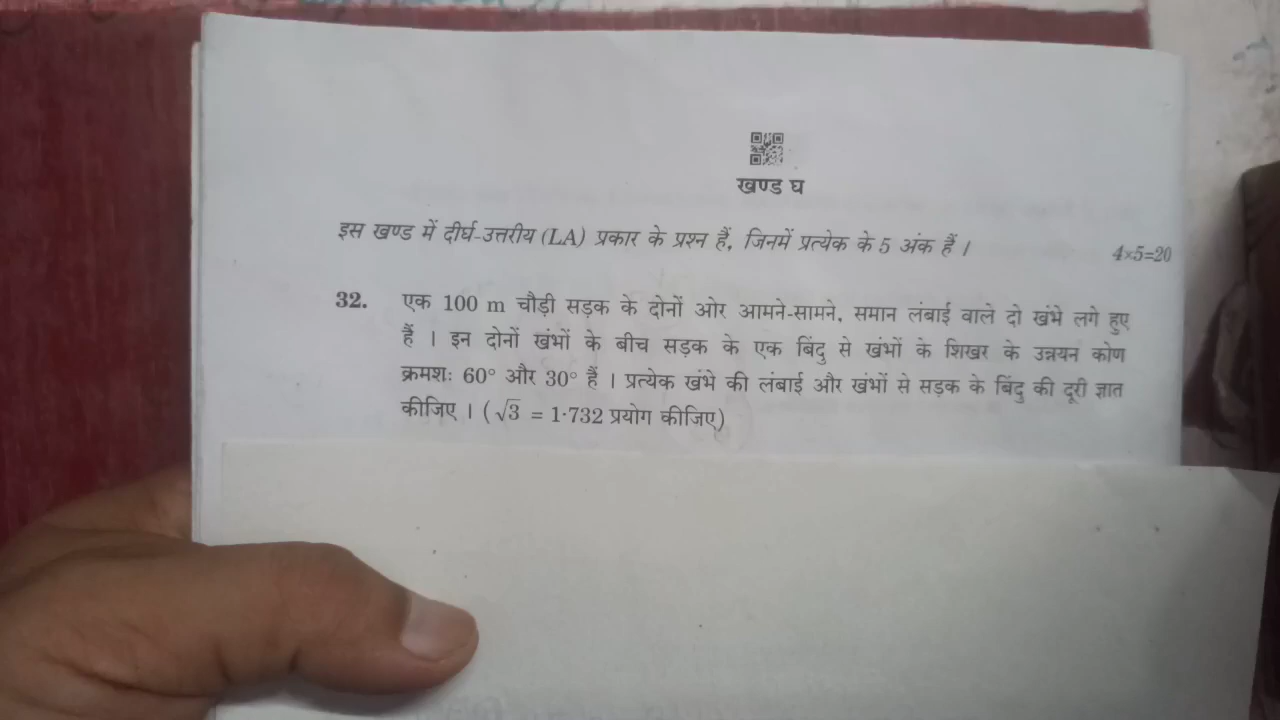 खण्ड घ
इस खण्ड में दीर्घ-उत्तरीय (LA) प्रकार के प्रश्न हैं, जिनमें प्रत्येक के 5 अंक हैं ।
4×5=20
32. एक 100 m चौड़ी सड़क के दोनों ओर आमने-सामने, समान लंबाई वाले दो खंभे लगे हुए
हैं । इन दोनों खंभों के बीच सड़क के एक बिंदु से खंभों के शिखर के उन्नयन कोण
क्रमशः 60° और 30° हैं । प्रत्येक खंभे की लंबाई और खंभों से सड़क के बिंदु की दूरी ज्ञात
कीजिए । (√3 = 1·732 प्रयोग कीजिए)